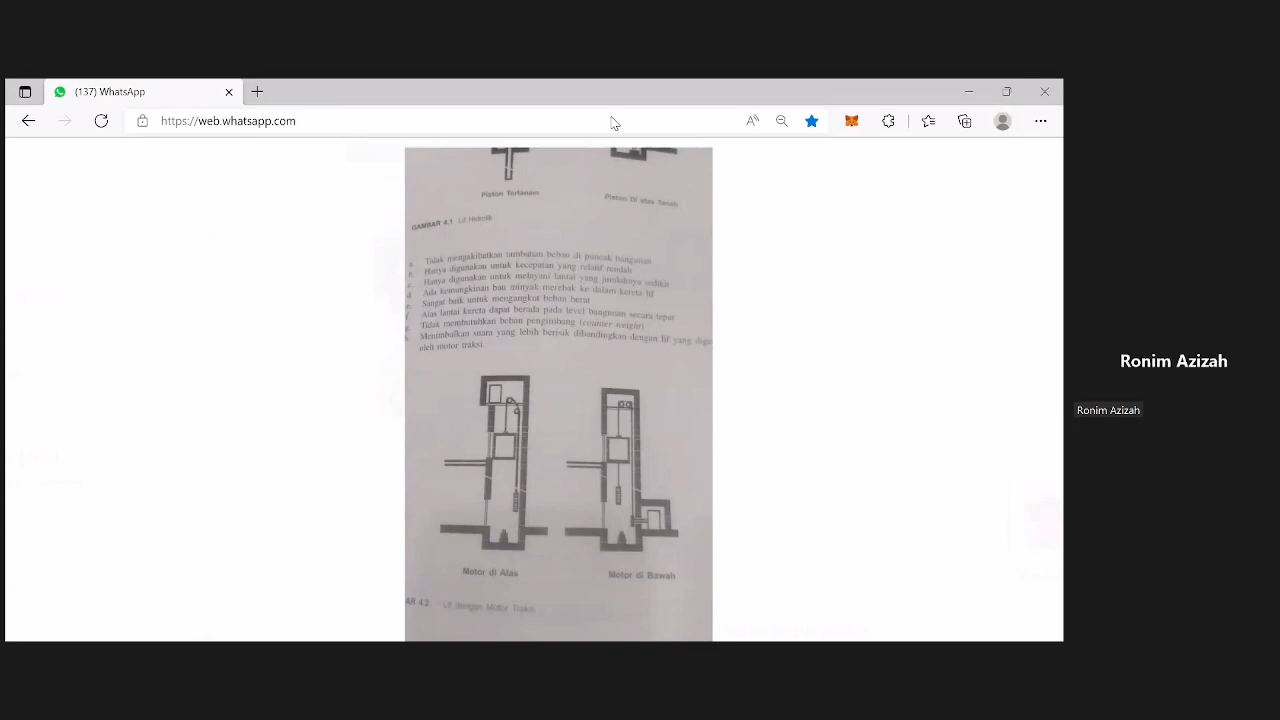 (137) WhatsApp
https://web.whatsapp.com
Piston Tertanam
Piston Di atas Tanah
GAMBAR 4.1 Lif Hidrolik
a. Tidak mengakibatkan tambahan beban di puncak bangunan
b. Hanya digunakan untuk kecepatan yang relatif rendah
c. Hanya digunakan untuk melayani lantai yang jumlahnya sedikit
d. Ada kemungkinan bau minyak merebak ke dalam kereta lif
e. Sangat baik untuk mengangkut beban berat
f. Alas lantai kereta dapat berada pada level bangunan secara tepat
g. Tidak membutuhkan beban pengimbang (counter weight)
h. Menimbulkan suara yang lebih berisik dibandingkan dengan lif yang digu
oleh motor traksi.
Motor di Atas
Motor di Bawah
AR 4.2 Lif dengan Motor Traksi
Ronim Azizah
Ronim Azizah